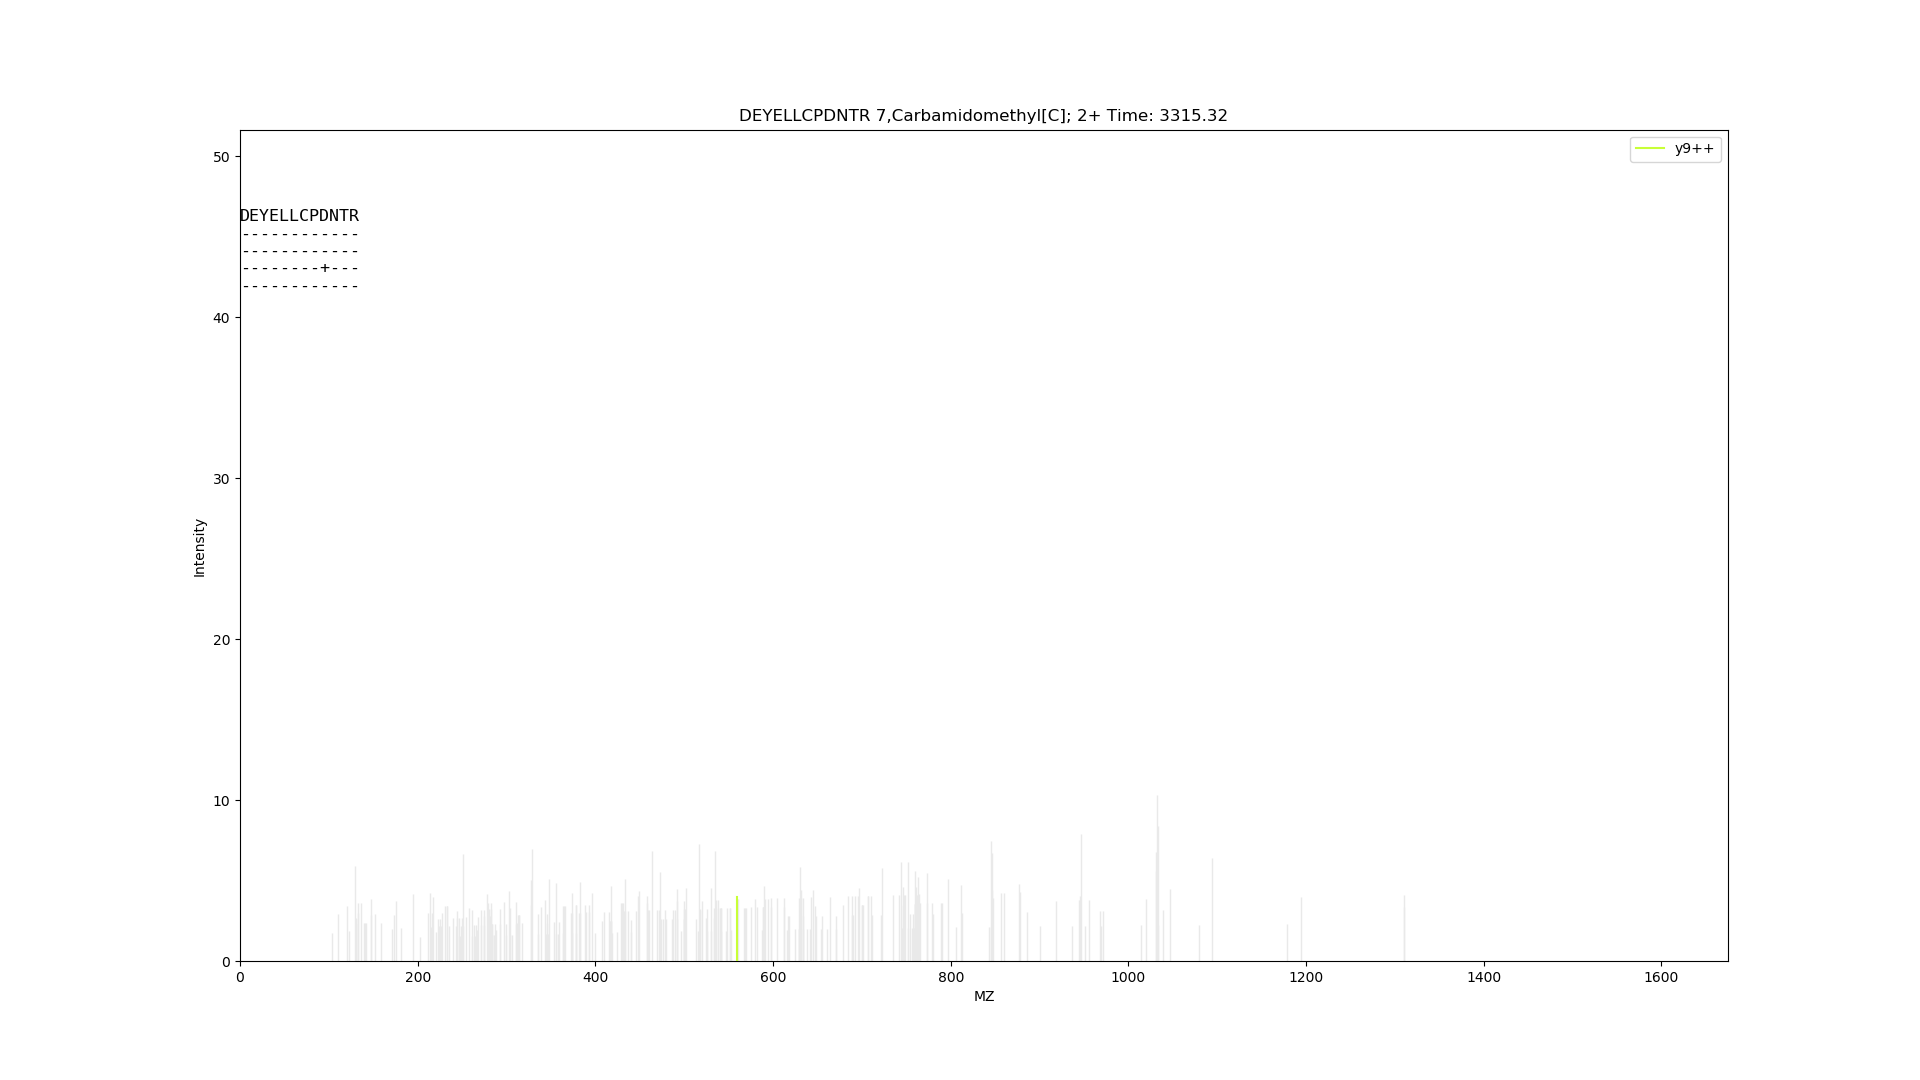 DEYELLCPDNTR 7,Carbamidomethyl[C]; 2+ Time: 3315.32
y9++
50
DEYELLCPDNTR
------------
------------
--------+---
------------
40
30
Intensity
20
10
0
0 200 400 600 800 1000 1200 1400 1600
MZ